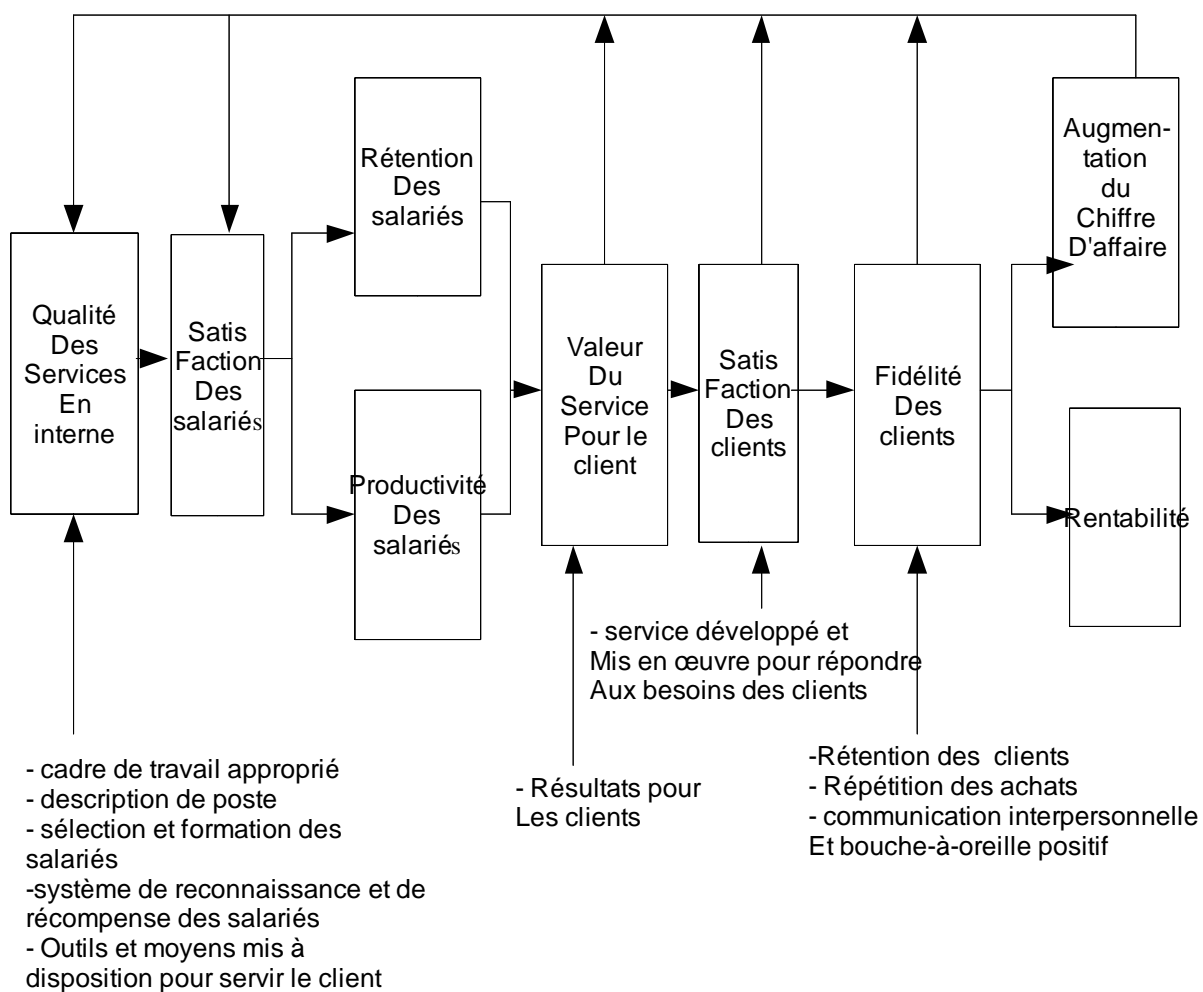 Qualité
Des
Services
En
interne
Satis
Faction
Des
salariés
Rétention
Des
salariés
Productivité
Des
salariés
Valeur
Du
Service
Pour le
client
Satis
Faction
Des
clients
Fidélité
Des
clients
Augmen-
tation
du
Chiffre
D'affaire
Rentabilité
- cadre de travail approprié
- description de poste
- sélection et formation des
salariés
-système de reconnaissance et de
récompense des salariés
- Outils et moyens mis à
disposition pour servir le client
- Résultats pour
Les clients
- service développé et
Mis en œuvre pour répondre
Aux besoins des clients
-Rétention des clients
- Répétition des achats
- communication interpersonnelle
Et bouche-à-oreille positif